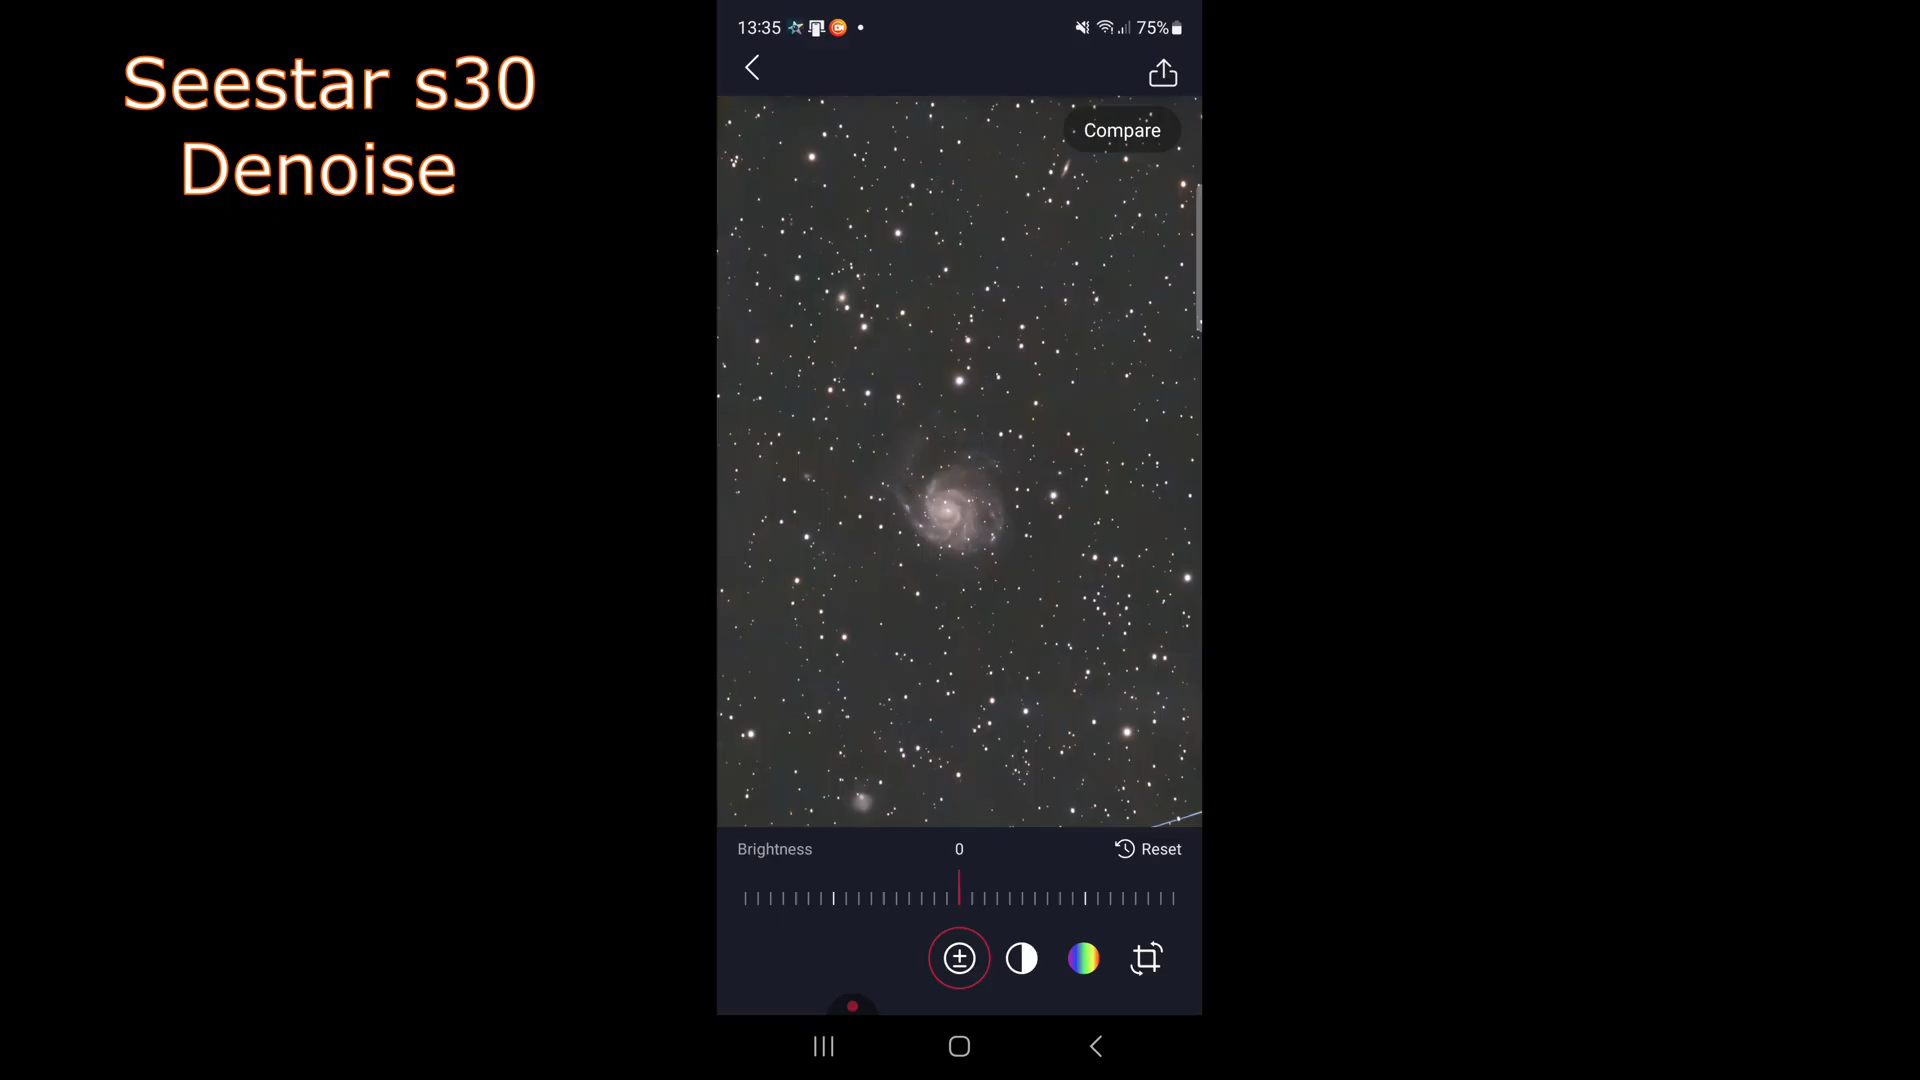 Seestar s30
Denoise
13:35
75%
Compare
Brightness
0
Reset